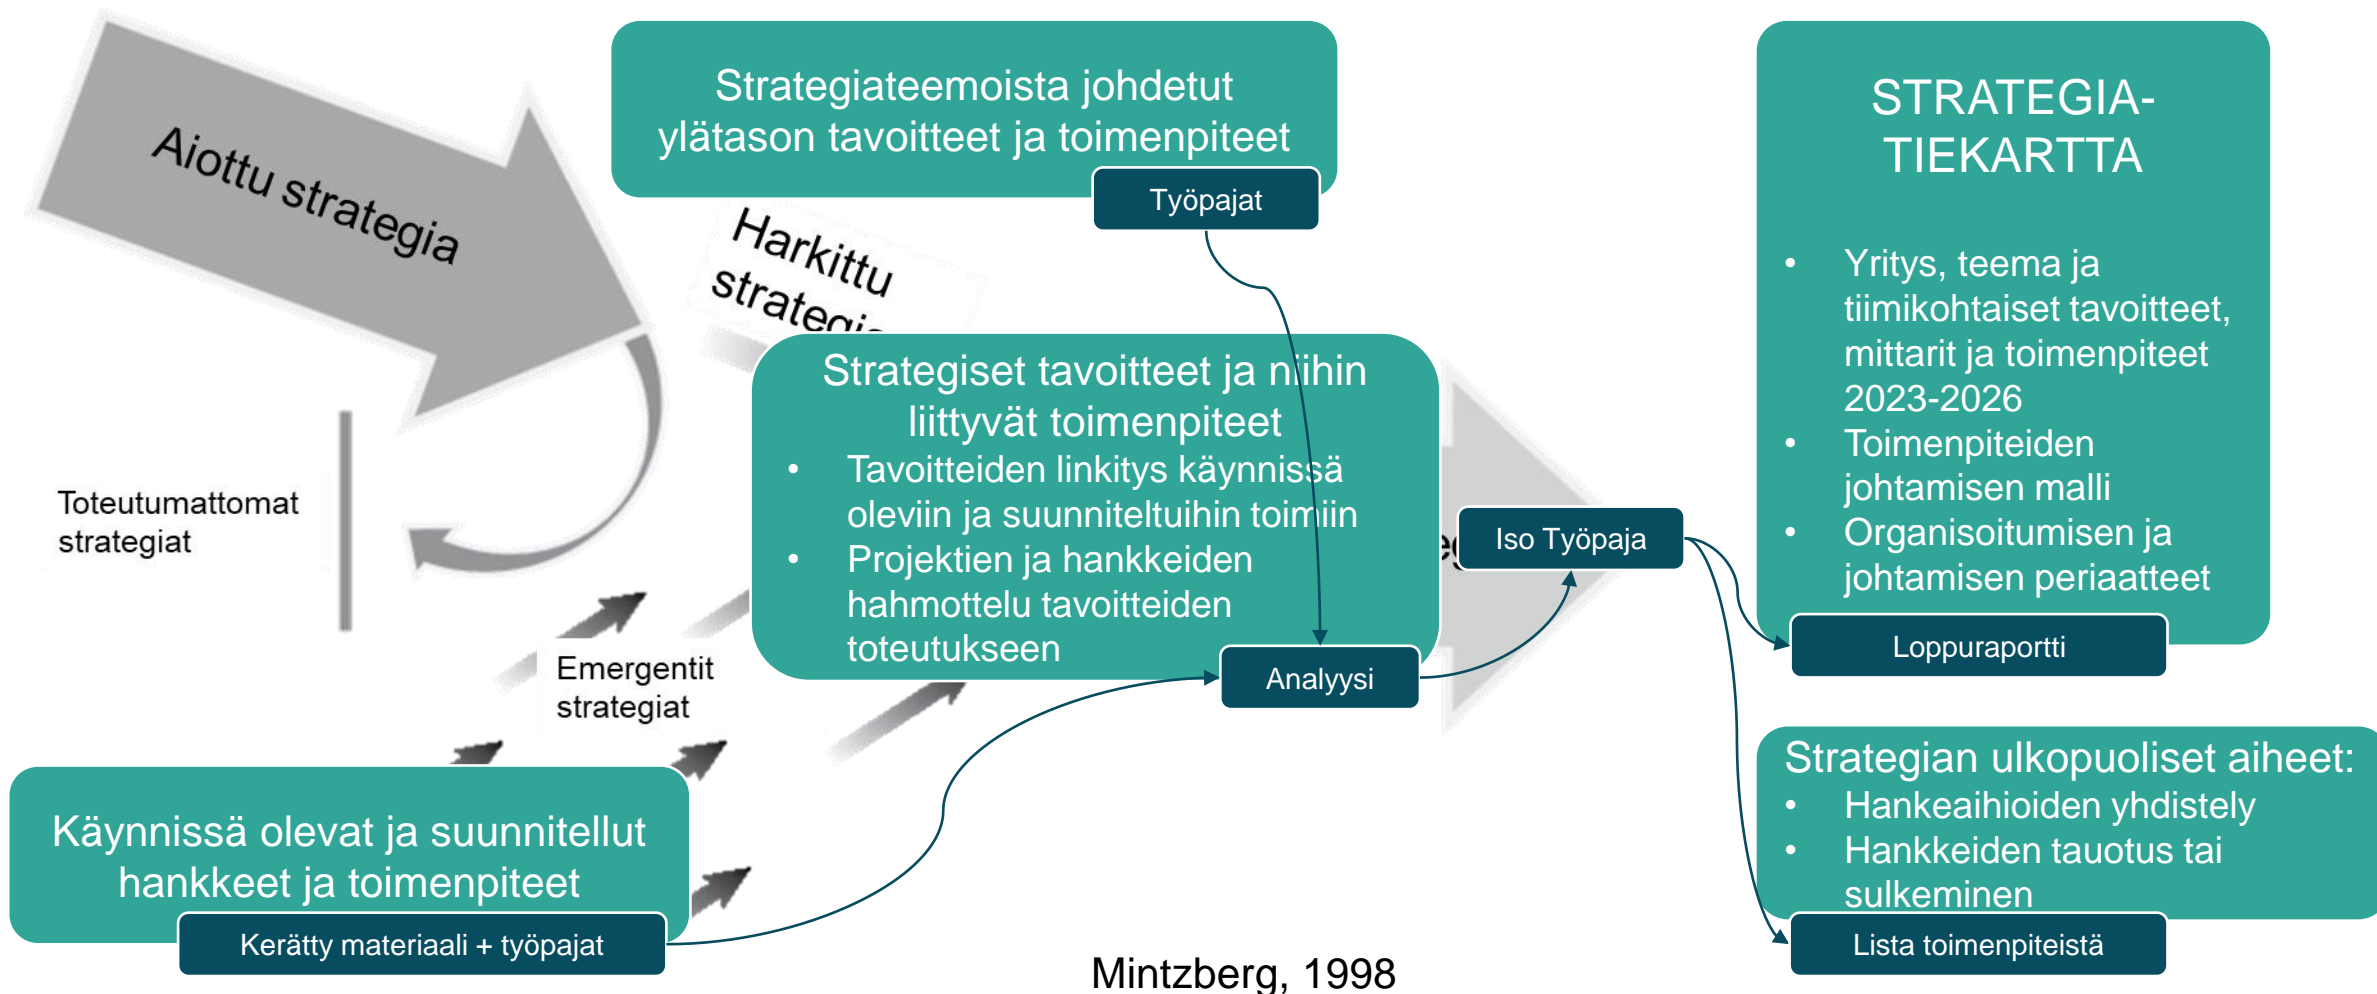 Aiottu strategia
Toteutumattomat
strategiat
Strategiateemoista johdetut
ylätason tavoitteet ja toimenpiteet
Työpajat
Harkittu
Strategiset tavoitteet ja niihin
liittyvät toimenpiteet
• Tavoitteiden linkitys käynnissä
oleviin ja suunniteltuihin toimiin
• Projektien ja hankkeiden
hahmottelu tavoitteiden
toteutukseen
Analyysi
Emergentit
strategiat
Käynnissä olevat ja suunnitellut
hankkeet ja toimenpiteet
Kerätty materiaali + työpajat
Iso Työpaja
STRATEGIA-
TIEKARTTA
• Yritys, teema ja
tiimikohtaiset tavoitteet,
mittarit ja toimenpiteet
2023-2026
• Toimenpiteiden
johtamisen malli
• Organisoitumisen ja
johtamisen periaatteet
Loppuraportti
Strategian ulkopuoliset aiheet:
• Hankeaihioiden yhdistely
• Hankkeiden tauotus tai
sulkeminen
Lista toimenpiteistä
Mintzberg, 1998